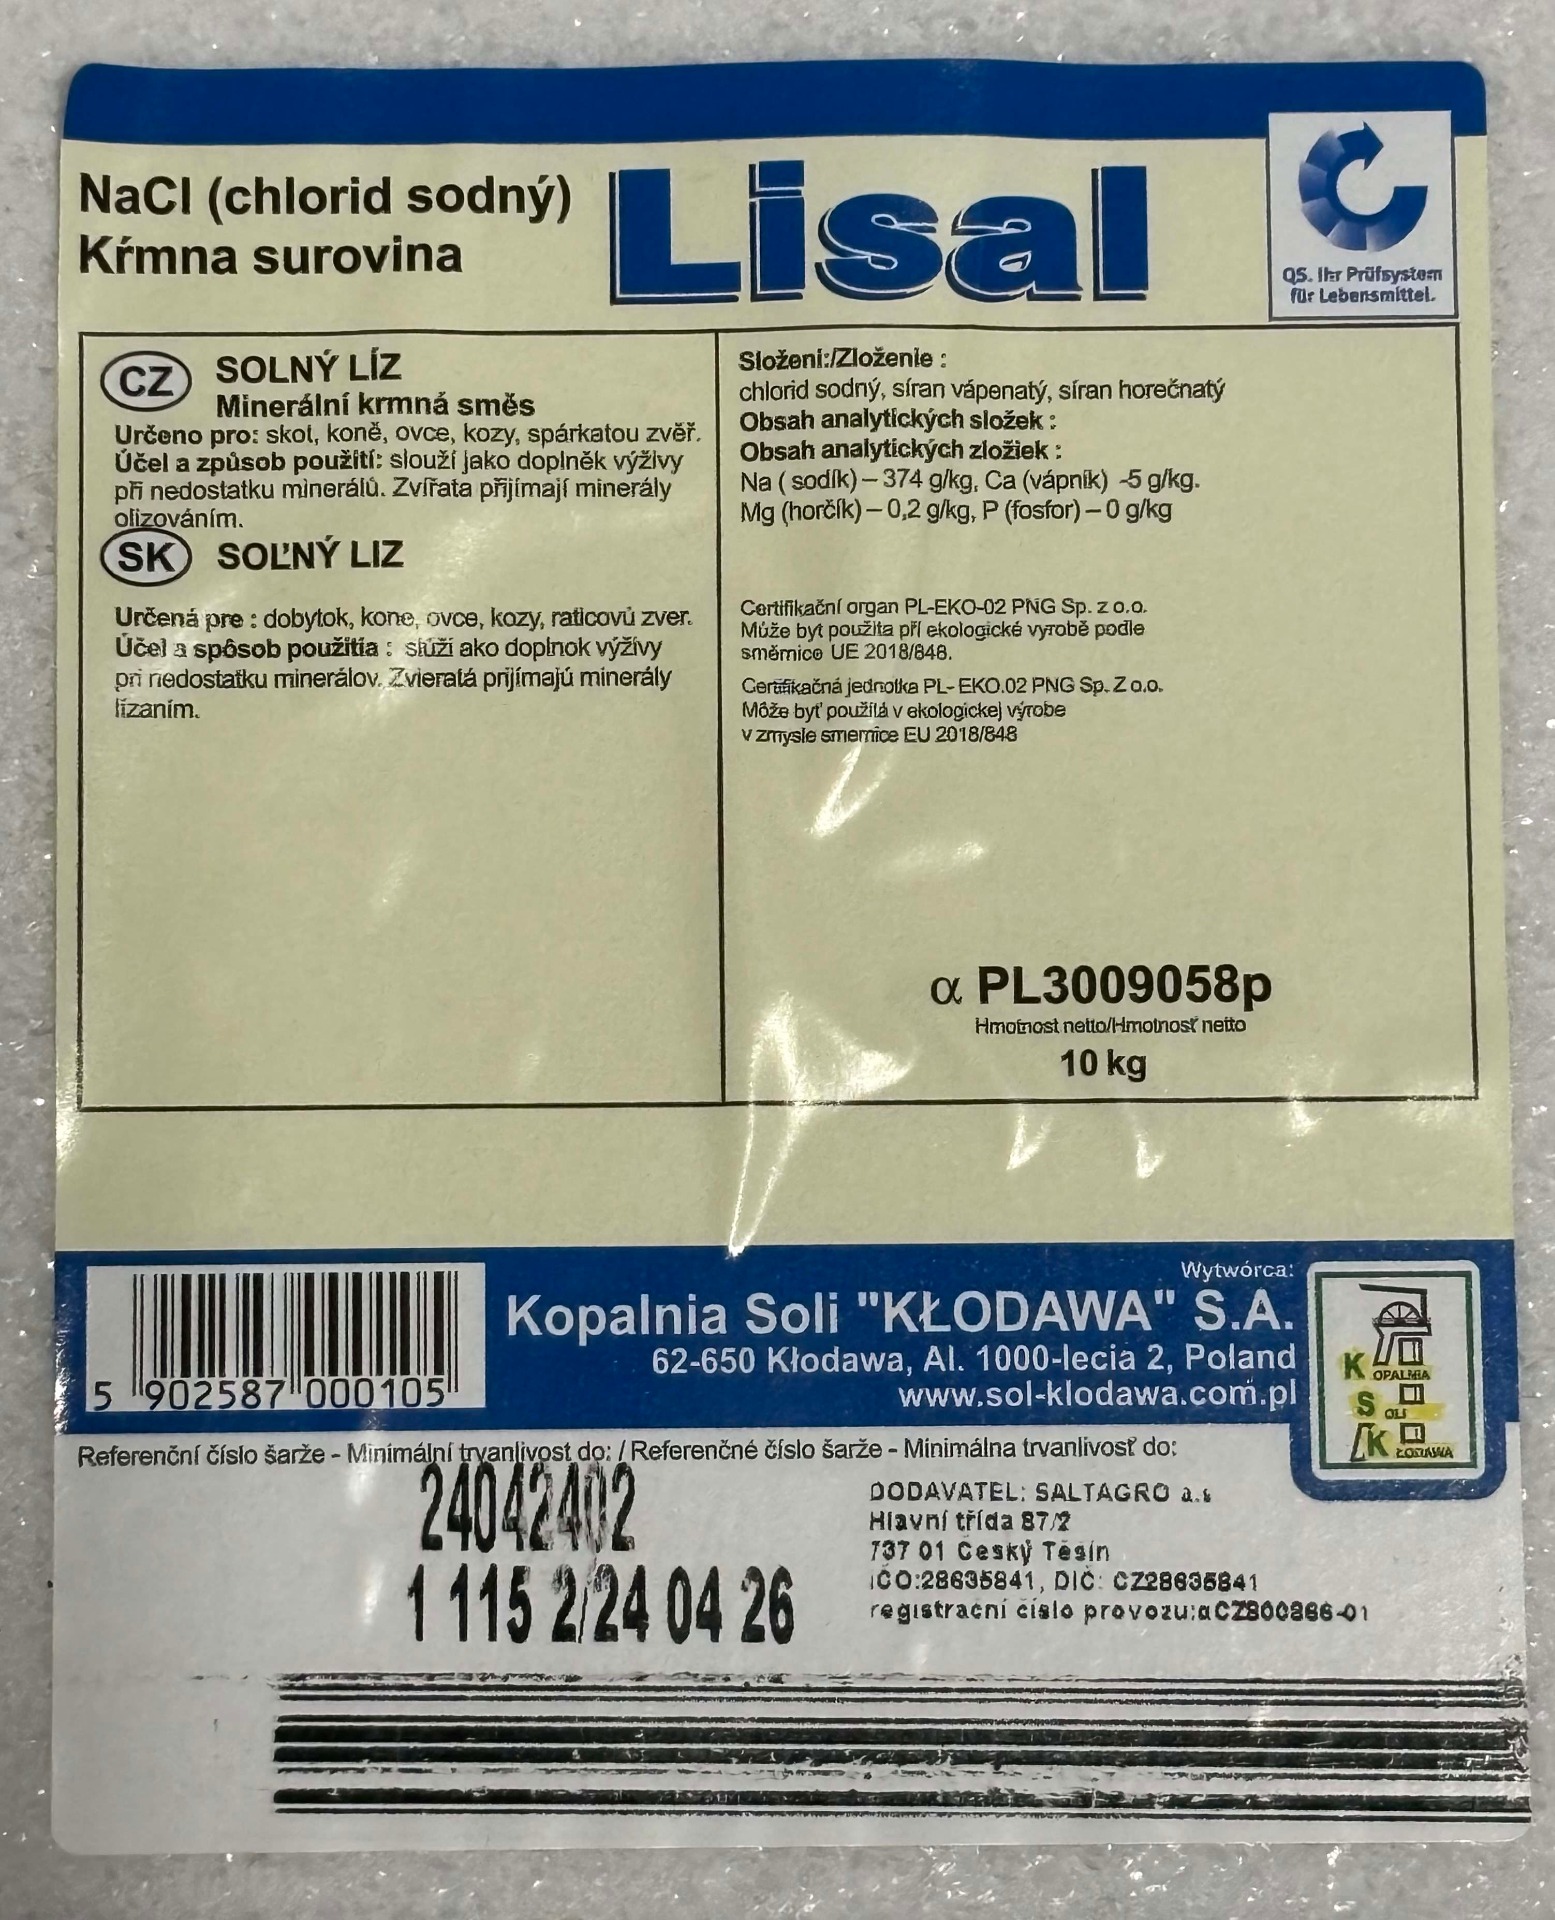 NaCl (chlorid sodný)
Kŕmna surovina
Lisal
QS. Ihr Prüfsystem
für Lebensmittel.
CZ SOLNÝ LÍZ
Minerální krmná směs
Určeno pro: skot, koně, ovce, kozy, spárkatou zvěř.
Účel a způsob použití: slouží jako doplněk výživy
při nedostatku minerálů. Zvířata přijímají minerály
olizováním.
SK SOĽNÝ LIZ
Určená pre : dobytok, kone, ovce, kozy, raticovú zver.
Účel a spôsob použitia : slúží ako doplnok výživy
pri nedostatku minerálov. Zvieratá prijímajú minerály
lízaním.
Složení:/Zloženie :
chlorid sodný, síran vápenatý, síran horečnatý
Obsah analytických složek :
Obsah analytických zložiek :
Na ( sodík) – 374 g/kg, Ca (vápník) -5 g/kg.
Mg (horčík) – 0,2 g/kg, P (fosfor) – 0 g/kg
Certifikační organ PL-EKO-02 PNG Sp. z o.o.
Může byt použita pří ekologické vyrobě podle
směrnice UE 2018/848.
Certifikačná jednotka PL- EKO.02 PNG Sp. Z o.o.
Môže byť použilá v ekologickej výrobe
v zmysle smernice EU 2018/848
α PL3009058p
Hmotnost netto/Hmotnosť netto
10 kg
5 902587 000105
Wytwórca:
Kopalnia Soli "KŁODAWA" S.A.
62-650 Kłodawa, Al. 1000-lecia 2, Poland
www.sol-klodawa.com.pl
KOPALNIA
SOLI
KŁODAWA
Referenční číslo šarže - Minimální trvanlivost do: / Referenčné číslo šarže - Minimálna trvanlivosť do:
24042402
1 115 2/24 04 26
DODAVATEL: SALTAGRO a.s
Hlavní třída 87/2
737 01 Český Těšín
IČO:28635841, DIČ: CZ28635841
registrační číslo provozu:αCZ800866-01